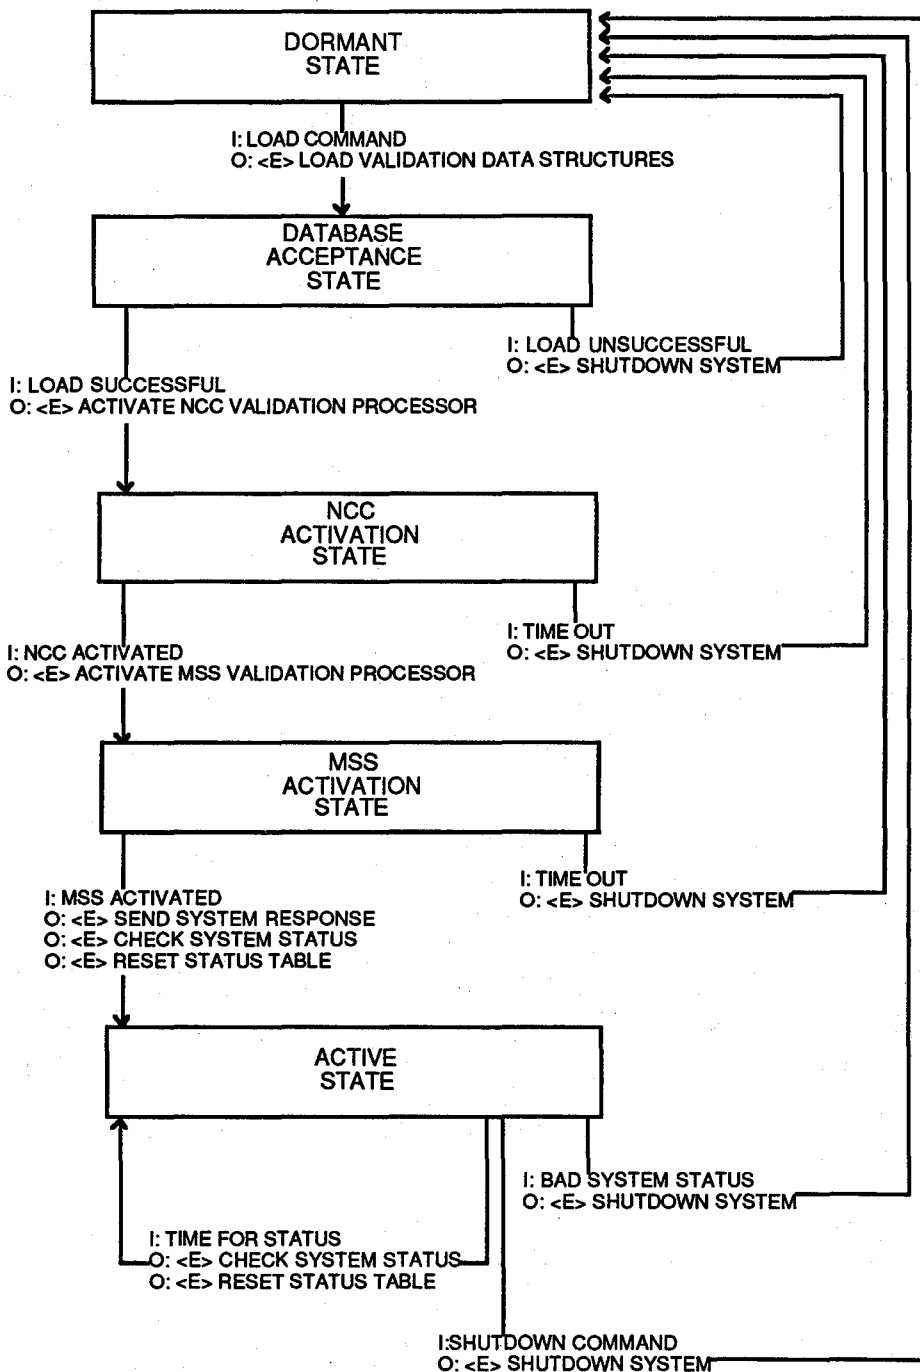 DORMANT
STATE
I: LOAD COMMAND
O: <E> LOAD VALIDATION DATA STRUCTURES
DATABASE
ACCEPTANCE
STATE
I: LOAD UNSUCCESSFUL
O: <E> SHUTDOWN SYSTEM
I: LOAD SUCCESSFUL
O: <E> ACTIVATE NCC VALIDATION PROCESSOR
NCC
ACTIVATION
STATE
I: TIME OUT
O: <E> SHUTDOWN SYSTEM
I: NCC ACTIVATED
O: <E> ACTIVATE MSS VALIDATION PROCESSOR
MSS
ACTIVATION
STATE
I: TIME OUT
O: <E> SHUTDOWN SYSTEM
I: MSS ACTIVATED
O: <E> SEND SYSTEM RESPONSE
O: <E> CHECK SYSTEM STATUS
O: <E> RESET STATUS TABLE
ACTIVE
STATE
I: BAD SYSTEM STATUS
O: <E> SHUTDOWN SYSTEM
I: TIME FOR STATUS
O: <E> CHECK SYSTEM STATUS
O: <E> RESET STATUS TABLE
I:SHUTDOWN COMMAND
O: <E> SHUTDOWN SYSTEM